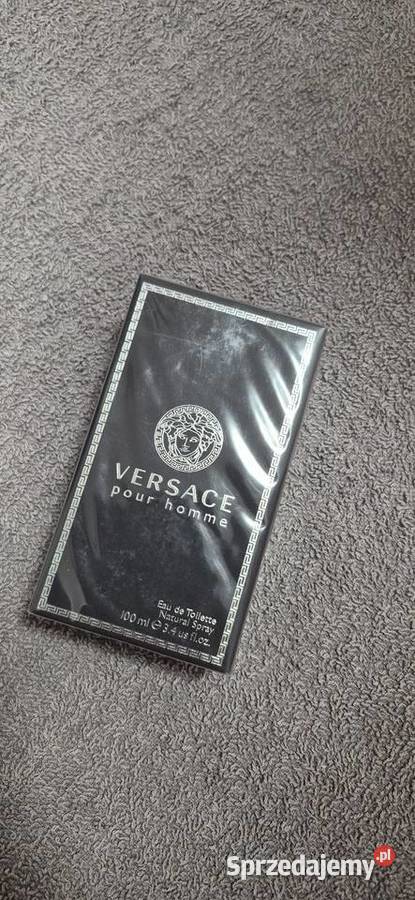 VERSACE
pour homme
Eau de Toilette
Natural Spray
100 ml ℮ 3.4 us fl.oz.
Sprzedajemy.pl